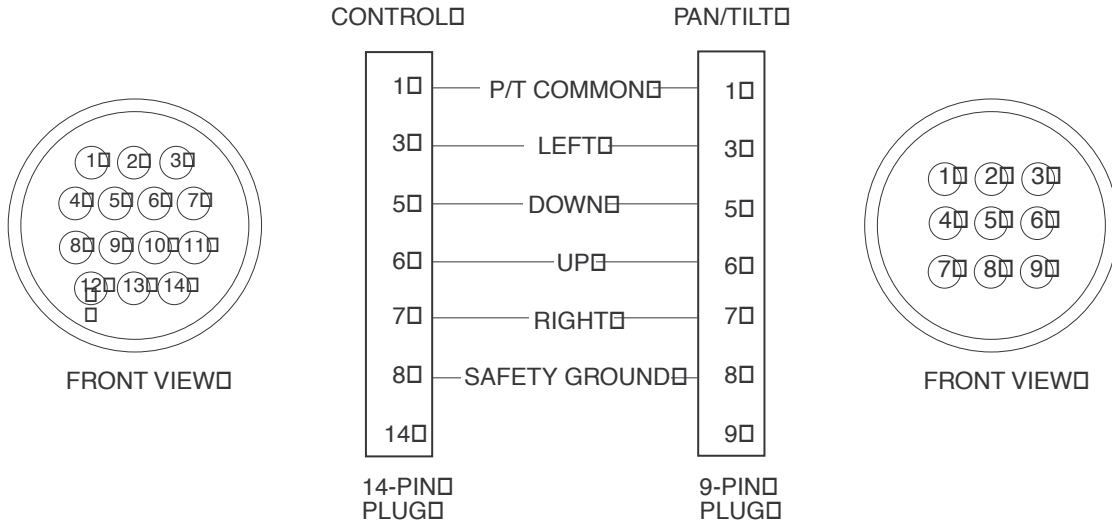 CONTROL PAN/TILT
1 P/T COMMON 1
3 LEFT 3
5 DOWN 5
6 UP 6
7 RIGHT 7
8 SAFETY GROUND 8
14 9
14-PIN
PLUG
9-PIN
PLUG
1 2 3
4 5 6 7
8 9 10 11
12 13 14
FRONT VIEW
1 2 3
4 5 6
7 8 9
FRONT VIEW